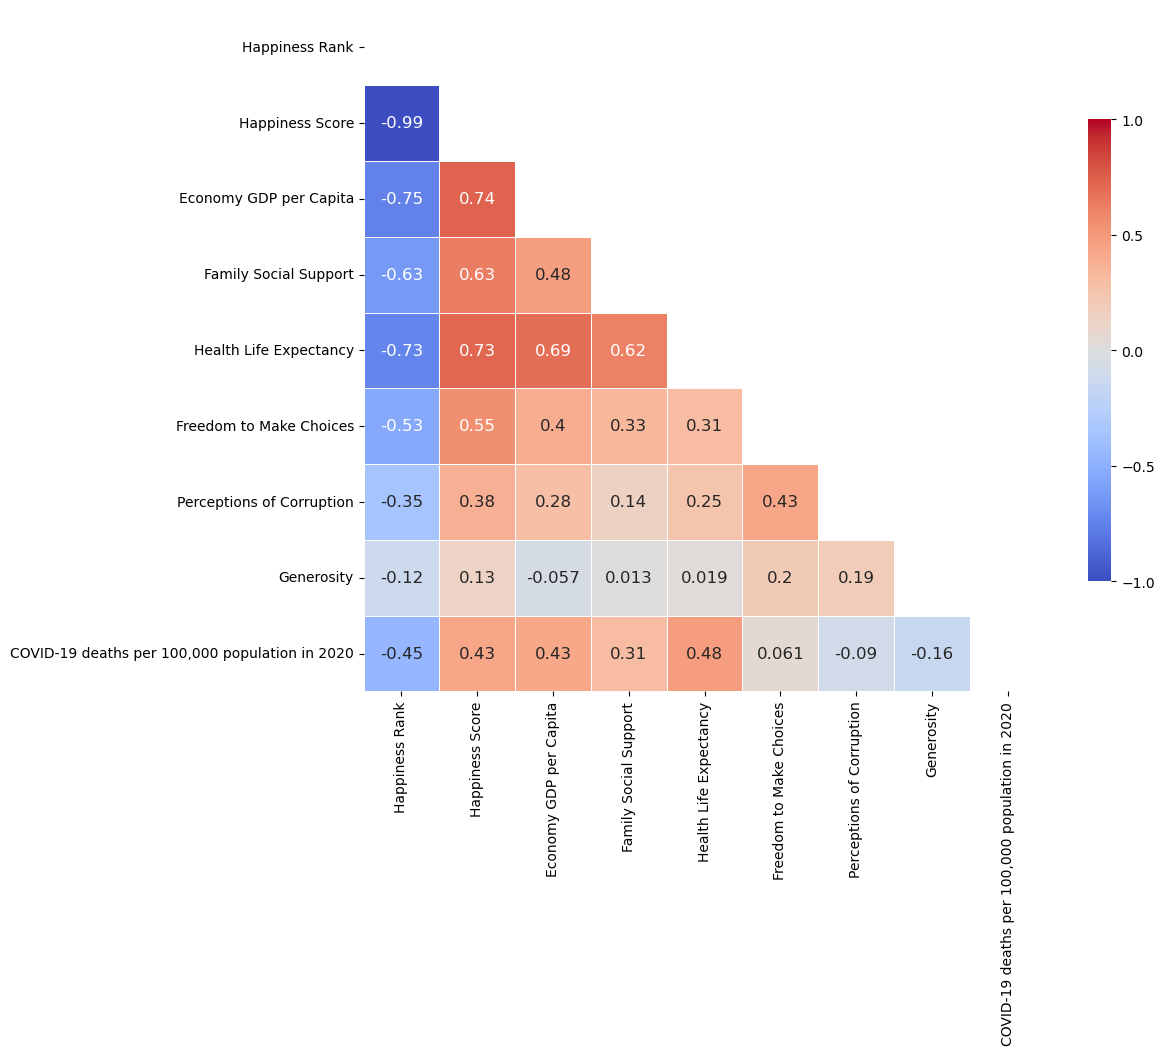 Happiness Rank
Happiness Score -0.99
Economy GDP per Capita -0.75 0.74
Family Social Support -0.63 0.63 0.48
Health Life Expectancy -0.73 0.73 0.69 0.62
Freedom to Make Choices -0.53 0.55 0.4 0.33 0.31
Perceptions of Corruption -0.35 0.38 0.28 0.14 0.25 0.43
Generosity -0.12 0.13 -0.057 0.013 0.019 0.2 0.19
COVID-19 deaths per 100,000 population in 2020 -0.45 0.43 0.43 0.31 0.48 0.061 -0.09 -0.16
Happiness Rank
Happiness Score
Economy GDP per Capita
Family Social Support
Health Life Expectancy
Freedom to Make Choices
Perceptions of Corruption
Generosity
COVID-19 deaths per 100,000 population in 2020
1.0
0.5
0.0
−0.5
−1.0